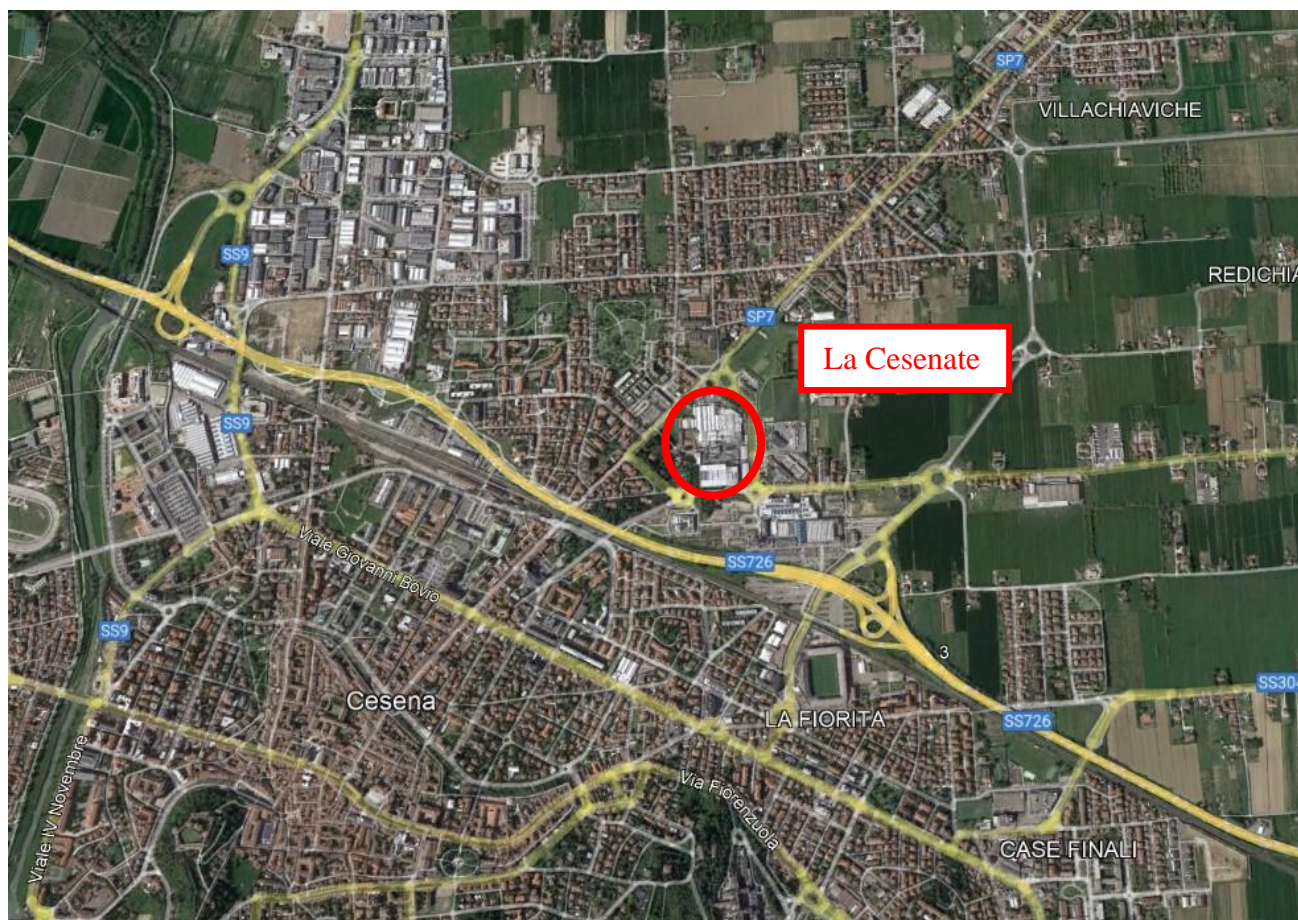 SP7
VILLACHIAVICHE
SS9
REDICHIA
SP7
La Cesenate
SS9
Viale Giovanni Bovio
SS726
SS9
3
Cesena
SS304
LA FIORITA
SS726
Viale IV Novembre
Via Fiorenzuola
CASE FINALI